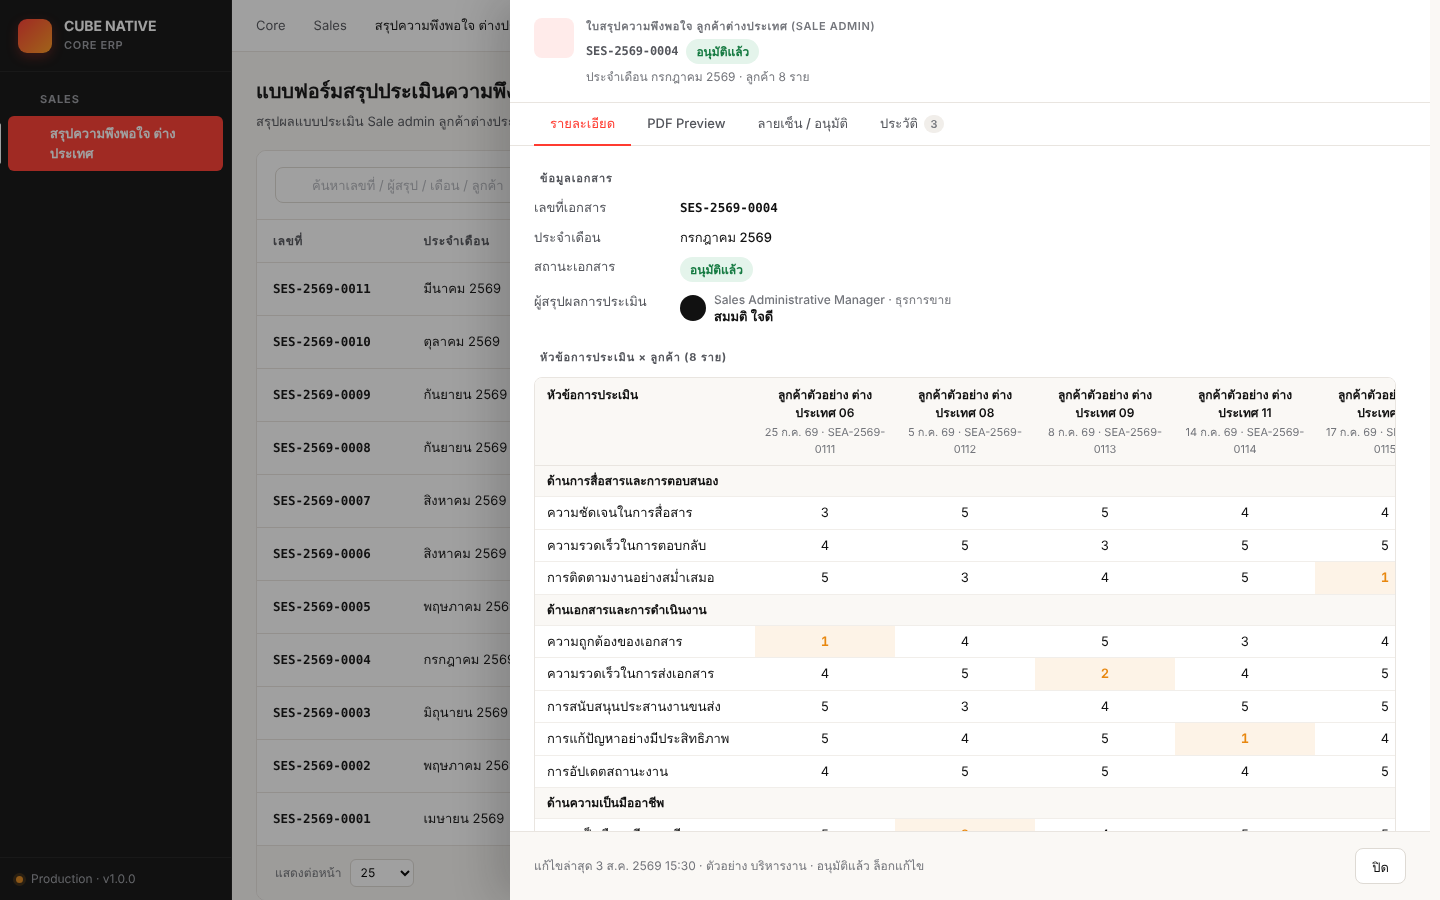 CUBE NATIVE
CORE ERP
SALES
สรุปความพึงพอใจ ต่าง
ประเทศ
Production · v1.0.0
Core Sales สรุปความพึงพอใจ
แบบฟอร์มสรุปประเมินความ
สรุปผลแบบประเมิน Sale admin ลูกค้า
ค้นหาเลขที่ / ผู้สรุป / เดือน / ลูกค้า
เลขที่ ประจำเดือน
SES-2569-0011 มีนาคม 2569
SES-2569-0010 ตุลาคม 2569
SES-2569-0009 กันยายน 2569
SES-2569-0008 กันยายน 2569
SES-2569-0007 สิงหาคม 2569
SES-2569-0006 สิงหาคม 2569
SES-2569-0005 พฤษภาคม 256
SES-2569-0004 กรกฎาคม 256
SES-2569-0003 มิถุนายน 2569
SES-2569-0002 พฤษภาคม 256
SES-2569-0001 เมษายน 2569
แสดงต่อหน้า 25
ใบสรุปความพึงพอใจ ลูกค้าต่างประเทศ (SALE ADMIN)
SES-2569-0004 อนุมัติแล้ว
ประจำเดือน กรกฎาคม 2569 · ลูกค้า 8 ราย
รายละเอียด PDF Preview ลายเซ็น / อนุมัติ ประวัติ 3
ข้อมูลเอกสาร
เลขที่เอกสาร SES-2569-0004
ประจำเดือน กรกฎาคม 2569
สถานะเอกสาร อนุมัติแล้ว
ผู้สรุปผลการประเมิน Sales Administrative Manager · ธุรการขาย
สมมติ ใจดี
หัวข้อการประเมิน × ลูกค้า (8 ราย)
หัวข้อการประเมิน ลูกค้าตัวอย่าง ต่าง ลูกค้าตัวอย่าง ต่าง ลูกค้าตัวอย่าง ต่าง ลูกค้าตัวอย่าง ต่าง
ประเทศ 06 ประเทศ 08 ประเทศ 09 ประเทศ 11
25 ก.ค. 69 · SEA-2569- 5 ก.ค. 69 · SEA-2569- 8 ก.ค. 69 · SEA-2569- 14 ก.ค. 69 · SEA-2569- 17 ก.ค. 69 ·
0111 0112 0113 0114 0115
ด้านการสื่อสารและการตอบสนอง
ความชัดเจนในการสื่อสาร 3 5 5 4 4
ความรวดเร็วในการตอบกลับ 4 5 3 5 5
การติดตามงานอย่างสม่ำเสมอ 5 3 4 5 1
ด้านเอกสารและการดำเนินงาน
ความถูกต้องของเอกสาร 1 4 5 3 4
ความรวดเร็วในการส่งเอกสาร 4 5 2 4 5
การสนับสนุนประสานงานขนส่ง 5 3 4 5 5
การแก้ปัญหาอย่างมีประสิทธิภาพ 5 4 5 1 4
การอัปเดตสถานะงาน 4 5 5 4 5
ด้านความเป็นมืออาชีพ
แก้ไขล่าสุด 3 ส.ค. 2569 15:30 · ตัวอย่าง บริหารงาน · อนุมัติแล้ว ล็อกแก้ไข
ปิด